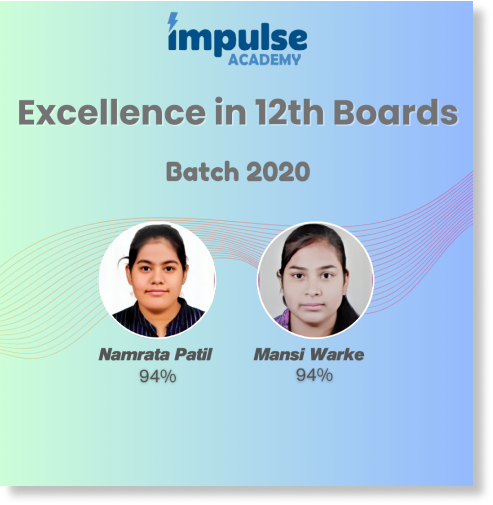 impulse
ACADEMY
Excellence in 12th Boards
Batch 2020
Namrata Patil
Mansi Warke
94%
94%